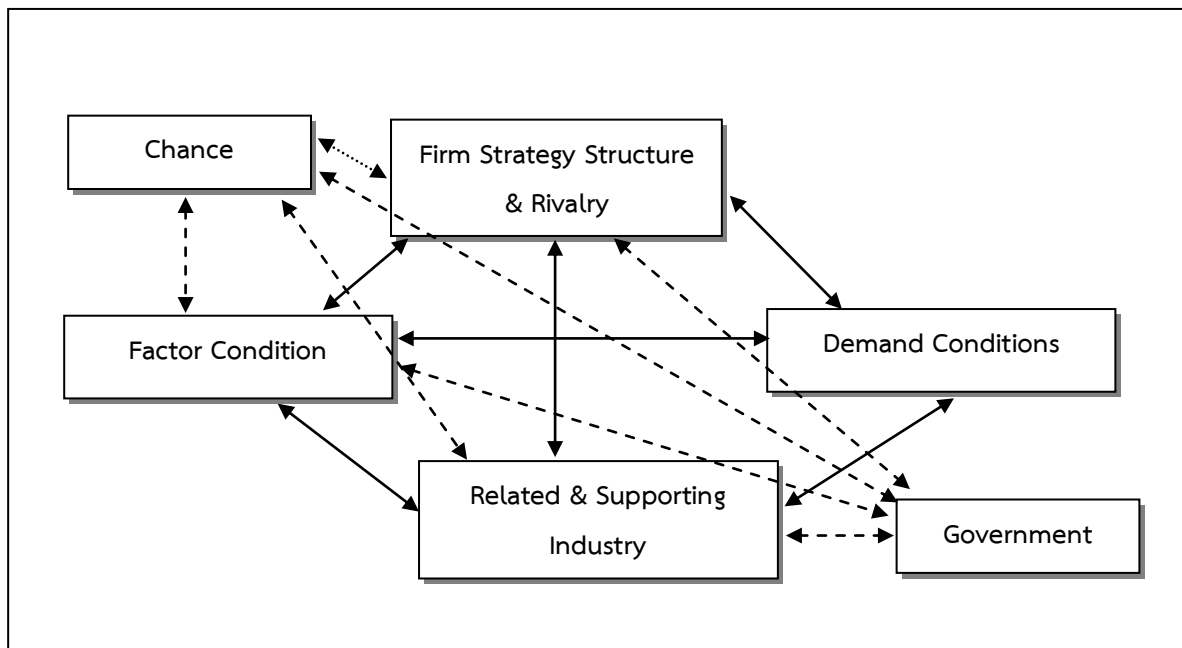 Chance
Firm Strategy Structure
& Rivalry
Factor Condition
Demand Conditions
Related & Supporting
Industry
Government